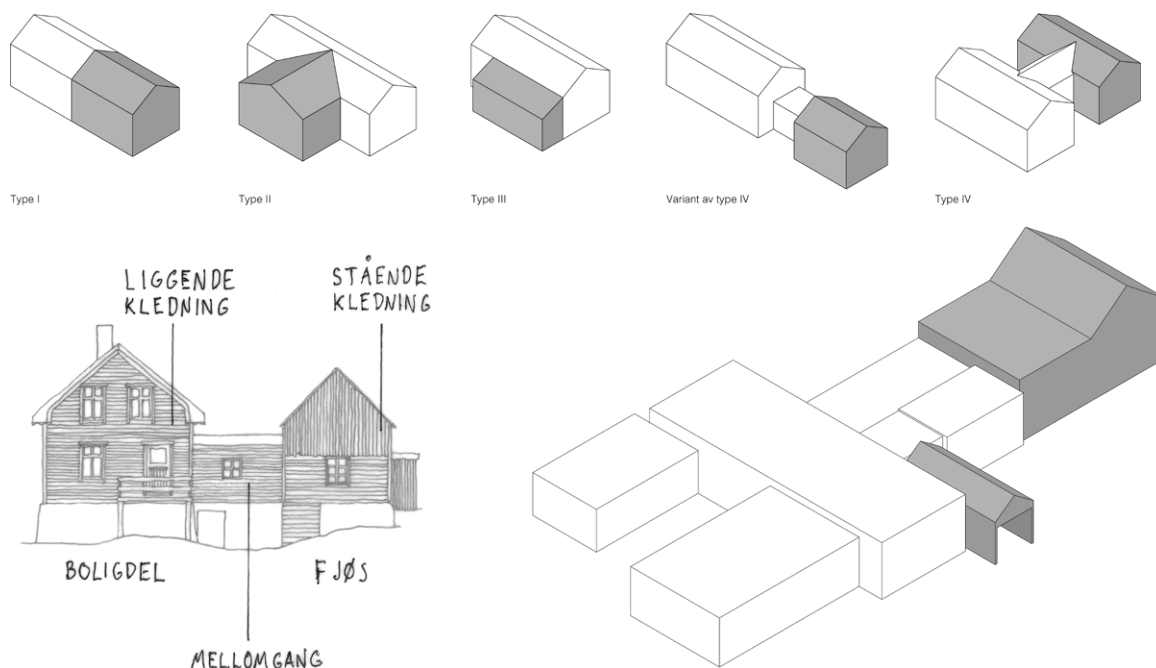 Type I
Type II
Type III
Variant av type IV
Type IV
LIGGENDE
KLEDNING
STÅENDE
KLEDNING
BOLIGDEL
FJØS
MELLOMGANG